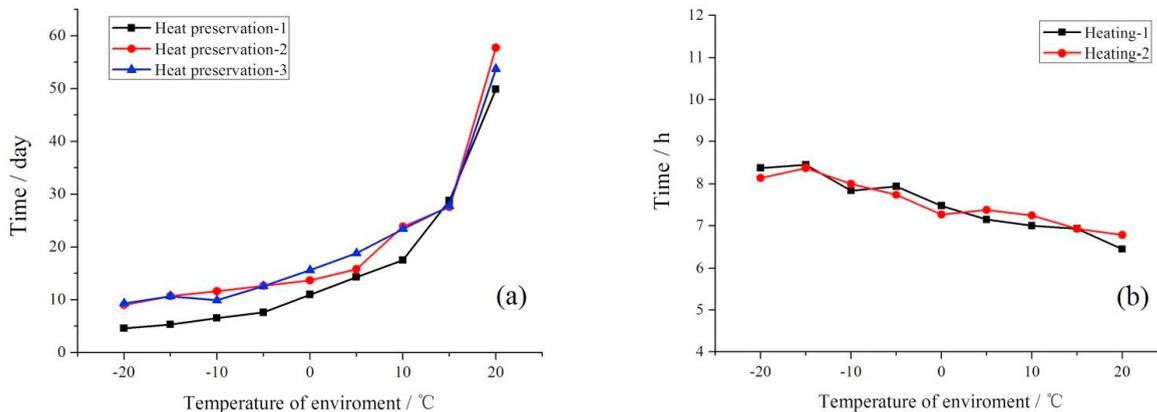 Heat preservation-1
Heat preservation-2
Heat preservation-3
60
50
40
30
20
10
0
Time / day
-20
-10
0
10
20
Temperature of enviroment / ℃
(a)
Heating-1
Heating-2
12
11
10
9
8
7
6
5
4
Time / h
-20
-10
0
10
20
Temperature of enviroment / ℃
(b)